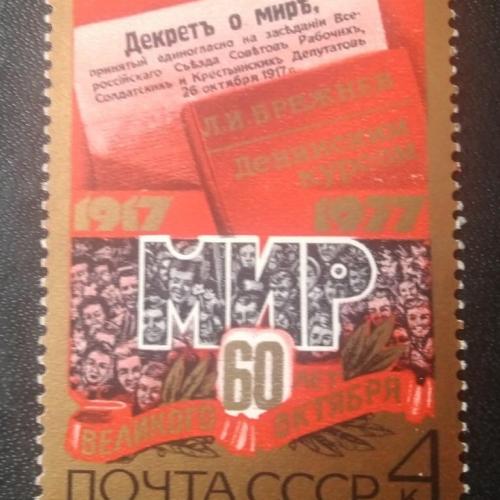 Декретъ о мирѣ,
принятый единогласно на засѣданіи Все-
россійскаго Съѣзда Совѣтовъ Рабочихъ,
Солдатскихъ и Крестьянскихъ Депутатовъ
26 октября 1917 г.
Л.И.БРЕЖНЕВ
Ленинским
курсом
1917 1977
МИР
60 ЛЕТ
ВЕЛИКОГО ОКТЯБРЯ
ПОЧТА СССР 4